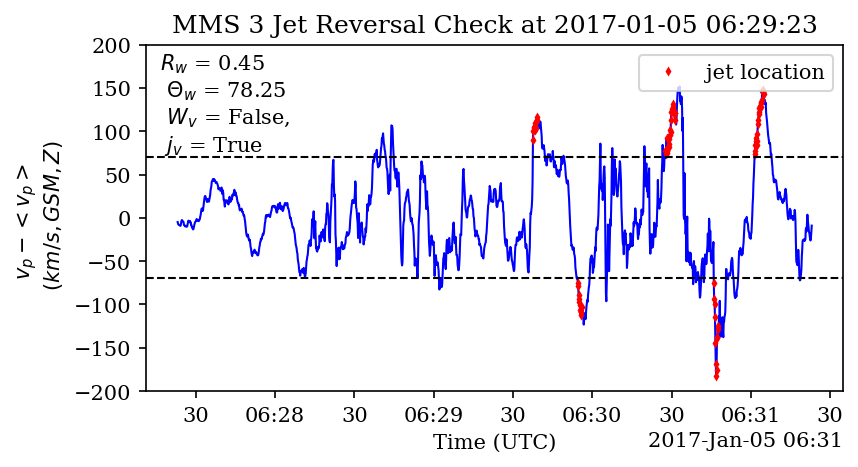 MMS 3 Jet Reversal Check at 2017-01-05 06:29:23
R_w = 0.45
Θ_w = 78.25
W_v = False,
j_v = True
jet location
200
150
100
50
0
−50
−100
−150
−200
v_p − < v_p >
(km/s, GSM, Z)
30 06:28 30 06:29 30 06:30 30 06:31 30
Time (UTC)
2017-Jan-05 06:31